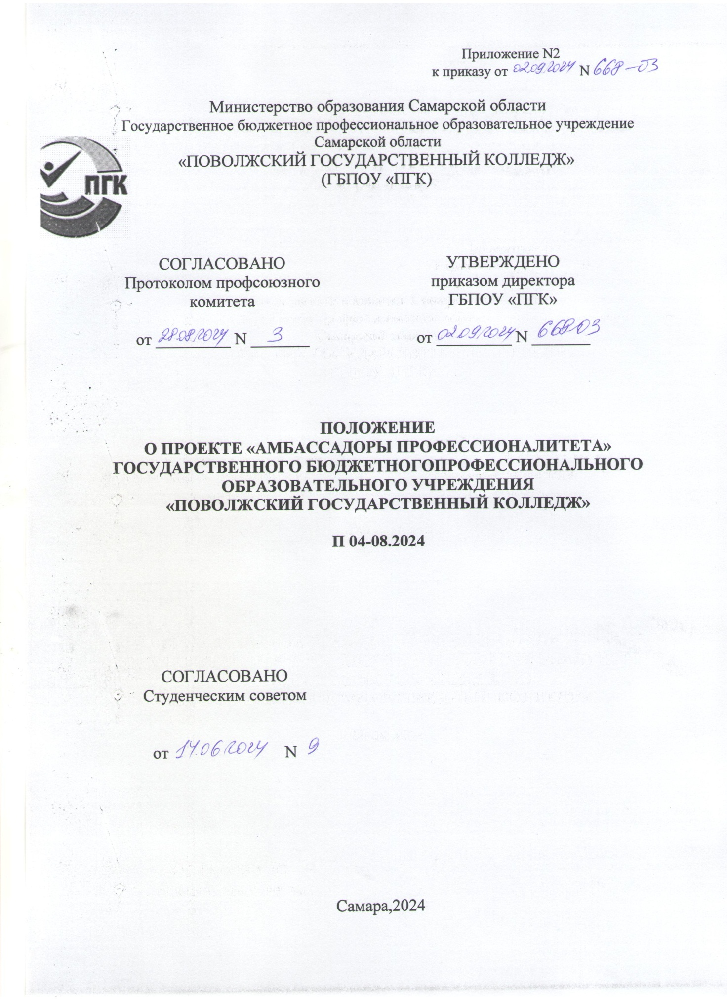 Приложение N2
к приказу от 02.09.2024 N 668-03
Министерство образования Самарской области
Государственное бюджетное профессиональное образовательное учреждение
Самарской области
«ПОВОЛЖСКИЙ ГОСУДАРСТВЕННЫЙ КОЛЛЕДЖ»
(ГБПОУ «ПГК)
ПГК
СОГЛАСОВАНО
Протоколом профсоюзного
комитета
от 28.08.2024 N 3
УТВЕРЖДЕНО
приказом директора
ГБПОУ «ПГК»
от 02.09.2024 N 668-03
ПОЛОЖЕНИЕ
О ПРОЕКТЕ «АМБАССАДОРЫ ПРОФЕССИОНАЛИТЕТА»
ГОСУДАРСТВЕННОГО БЮДЖЕТНОГОПРОФЕССИОНАЛЬНОГО
ОБРАЗОВАТЕЛЬНОГО УЧРЕЖДЕНИЯ
«ПОВОЛЖСКИЙ ГОСУДАРСТВЕННЫЙ КОЛЛЕДЖ»
П 04-08.2024
СОГЛАСОВАНО
Студенческим советом
от 14.06.2024 N 9
Самара,2024